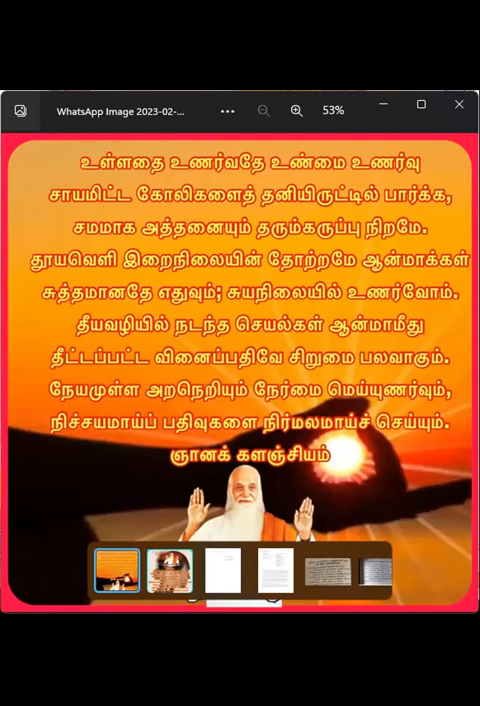 WhatsApp Image 2023-02-...
53%
உள்ளதை உணர்வதே உண்மை உணர்வு
சாயமிட்ட கோலிகளைத் தனியிருட்டில் பார்க்க,
சமமாக அத்தனையும் தரும்கருப்பு நிறமே.
தூயவெளி இறைநிலையின் தோற்றமே ஆன்மாக்கள்
சுத்தமானதே எதுவும்; சுயநிலையில் உணர்வோம்.
தீயவழியில் நடந்த செயல்கள் ஆன்மாமீது
தீட்டப்பட்ட வினைப்பதிவே சிறுமை பலவாகும்.
நேயமுள்ள அறநெறியும் நேர்மை மெய்யுணர்வும்,
நிச்சயமாய்ப் பதிவுகளை நிர்மலமாய்ச் செய்யும்.
ஞானக் களஞ்சியம்